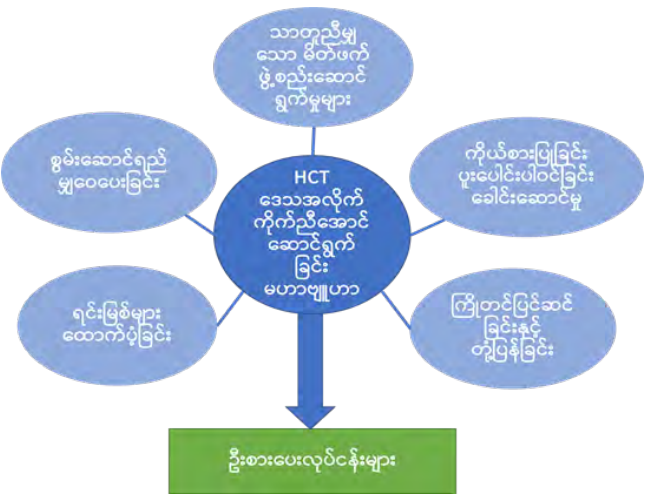 သာတူညီမျှ
သော မိတ်ဖက်
ဖွဲ့စည်းဆောင်
ရွက်မှုများ
စွမ်းဆောင်ရည်
မျှဝေပေးခြင်း
HCT
ဒေသအလိုက်
ကိုက်ညီအောင်
ဆောင်ရွက်
ခြင်း
မဟာဗျူဟာ
ကိုယ်စားပြုခြင်း
ပူးပေါင်းပါဝင်ခြင်း
ခေါင်းဆောင်မှု
ရင်းမြစ်များ
ထောက်ပံ့ခြင်း
ကြိုတင်ပြင်ဆင်
ခြင်းနှင့်
တုံ့ပြန်ခြင်း
ဦးစားပေးလုပ်ငန်းများ